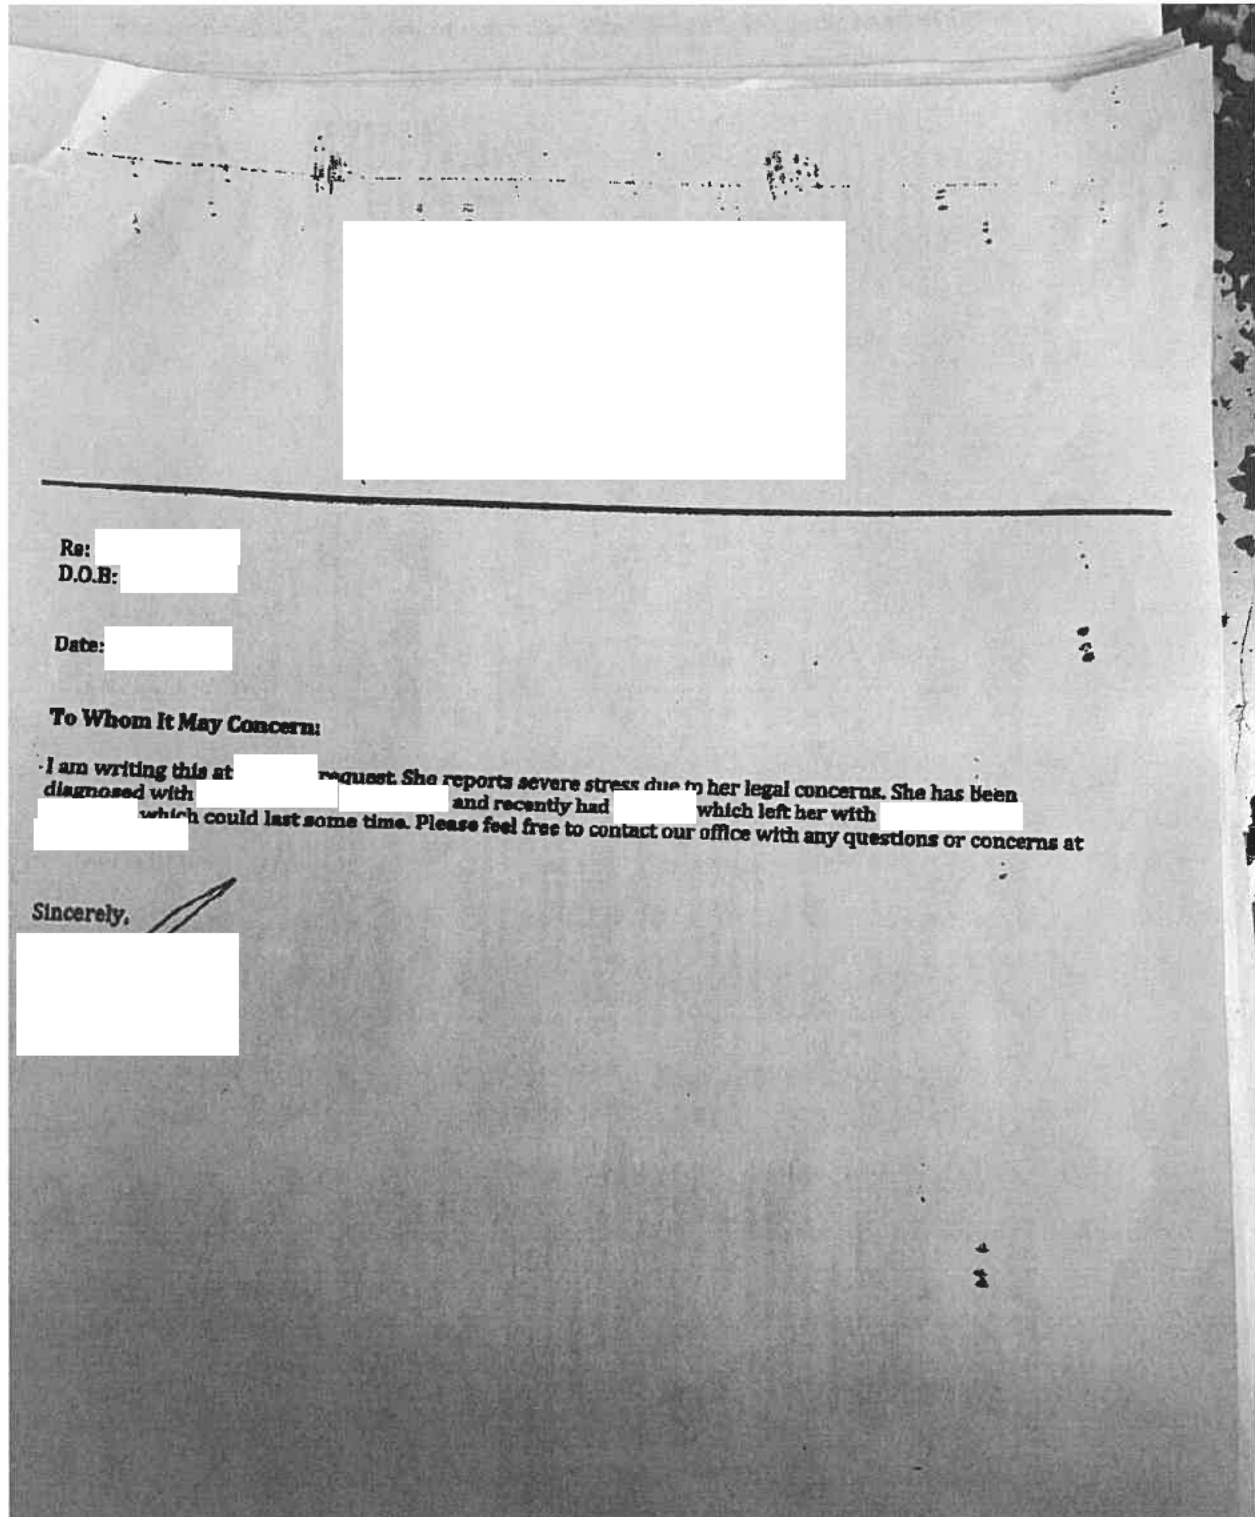 Re:
D.O.B:
Date:
To Whom It May Concern:
I am writing this at request. She reports severe stress due to her legal concerns. She has been
diagnosed with and recently had which left her with
which could last some time. Please feel free to contact our office with any questions or concerns at
Sincerely,